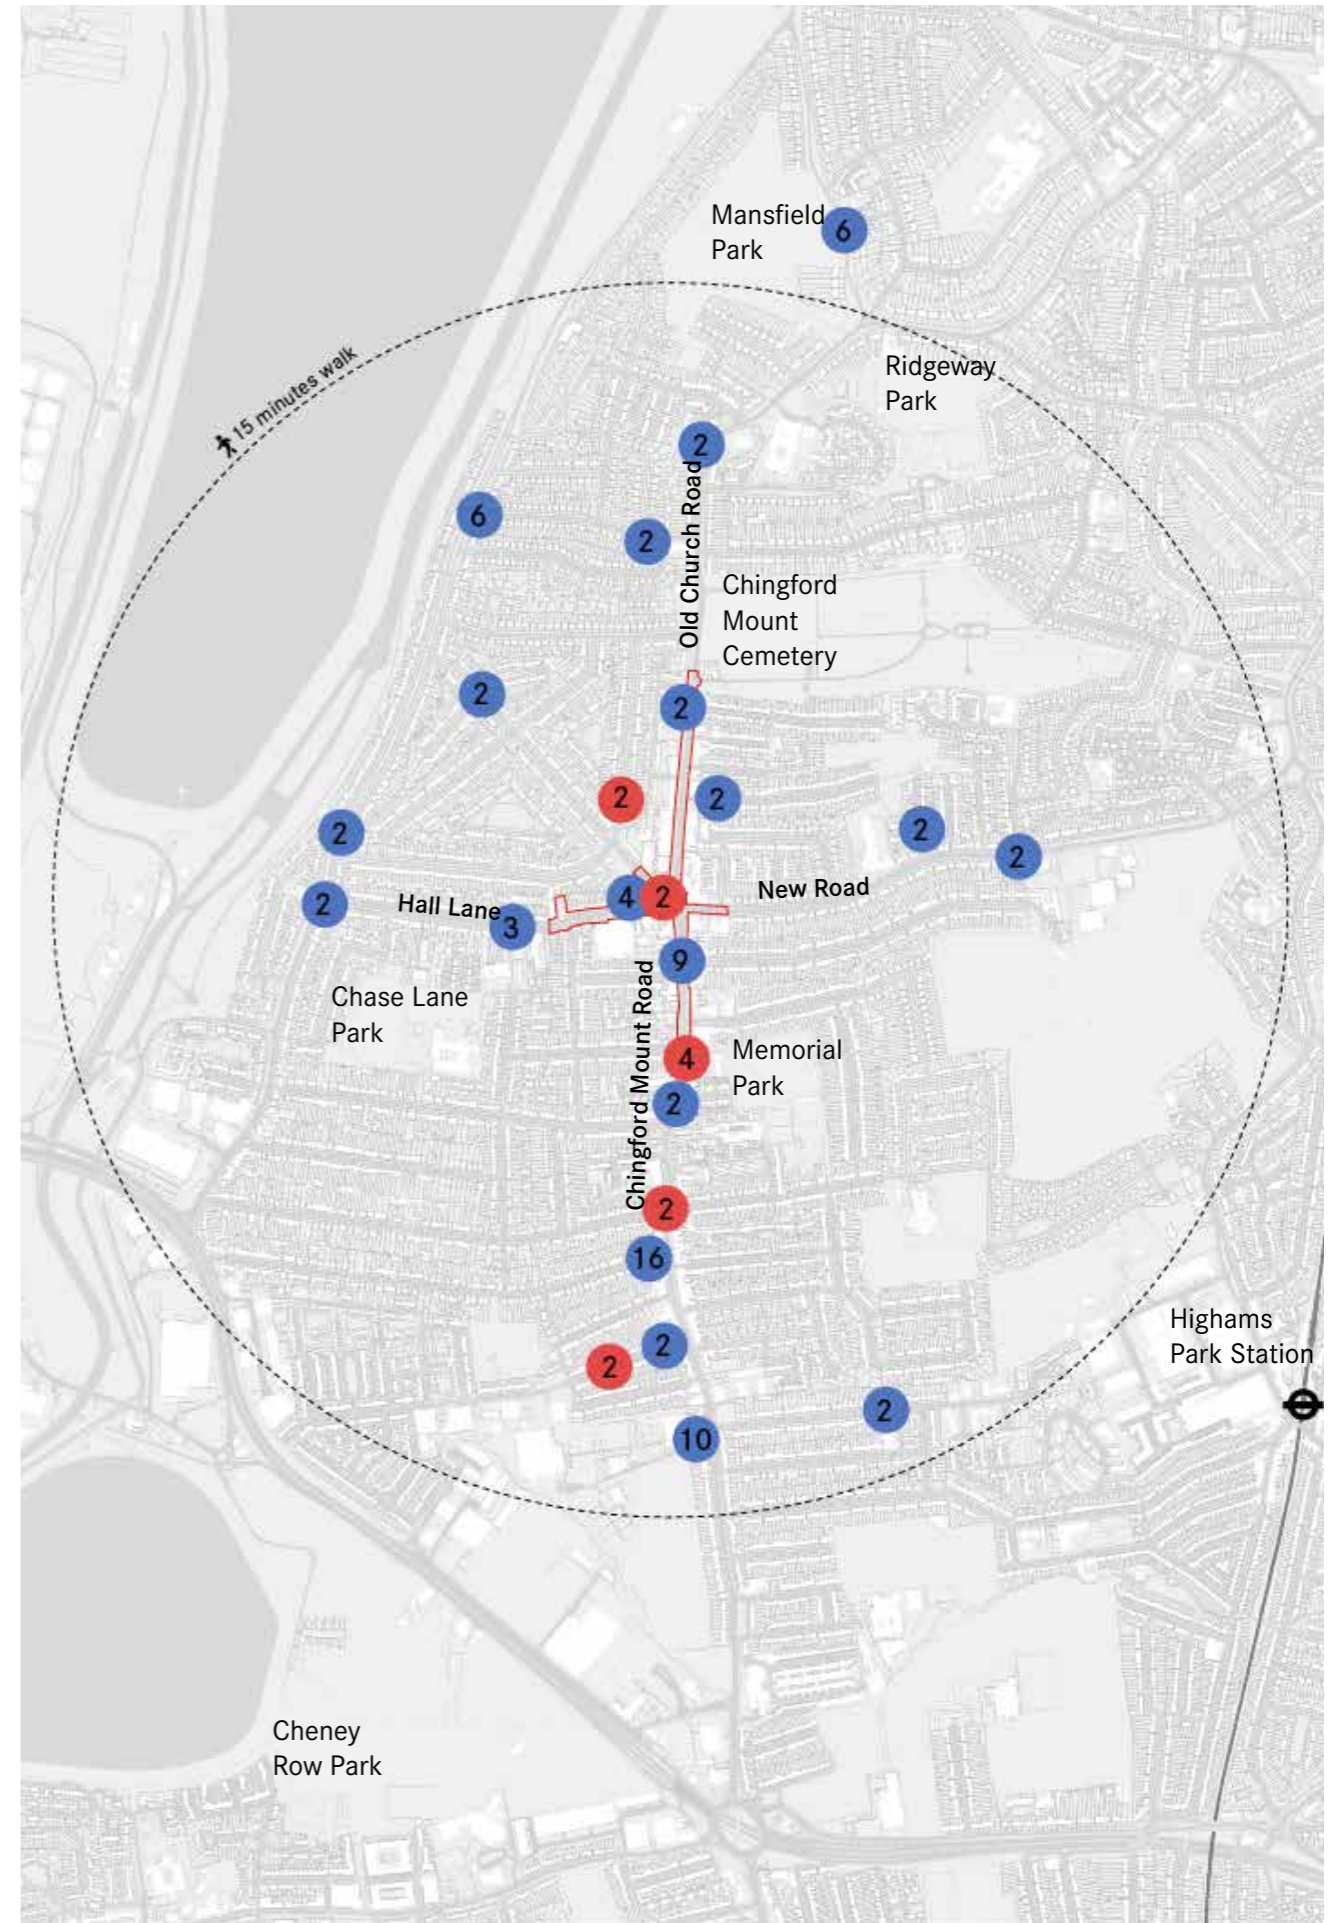 Mansfield
Park
6
15 minutes walk
Ridgeway
Park
2
Old Church Road
6
2
Chingford
Mount
Cemetery
2
2
2
2
2
2
2
2
Hall Lane
3
4
2
New Road
9
Chase Lane
Park
Chingford Mount Road
4
Memorial
Park
2
2
16
Highams
Park Station
2
2
2
10
Cheney
Row Park